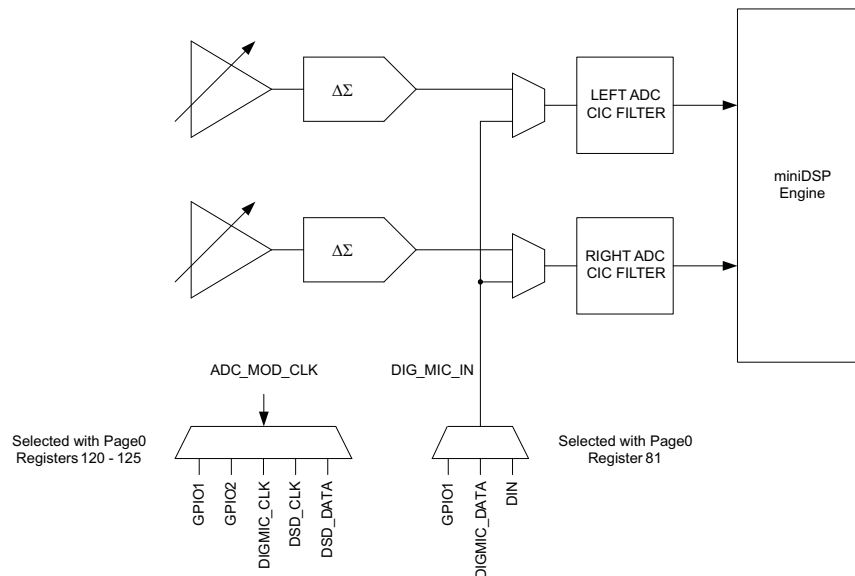 ΔΣ
LEFT ADC
CIC FILTER
miniDSP
Engine
ΔΣ
RIGHT ADC
CIC FILTER
ADC_MOD_CLK
DIG_MIC_IN
Selected with Page0
Registers 120 - 125
Selected with Page0
Register 81
GPIO1
GPIO2
DIGMIC_CLK
DSD_CLK
DSD_DATA
GPIO1
DIGMIC_DATA
DIN